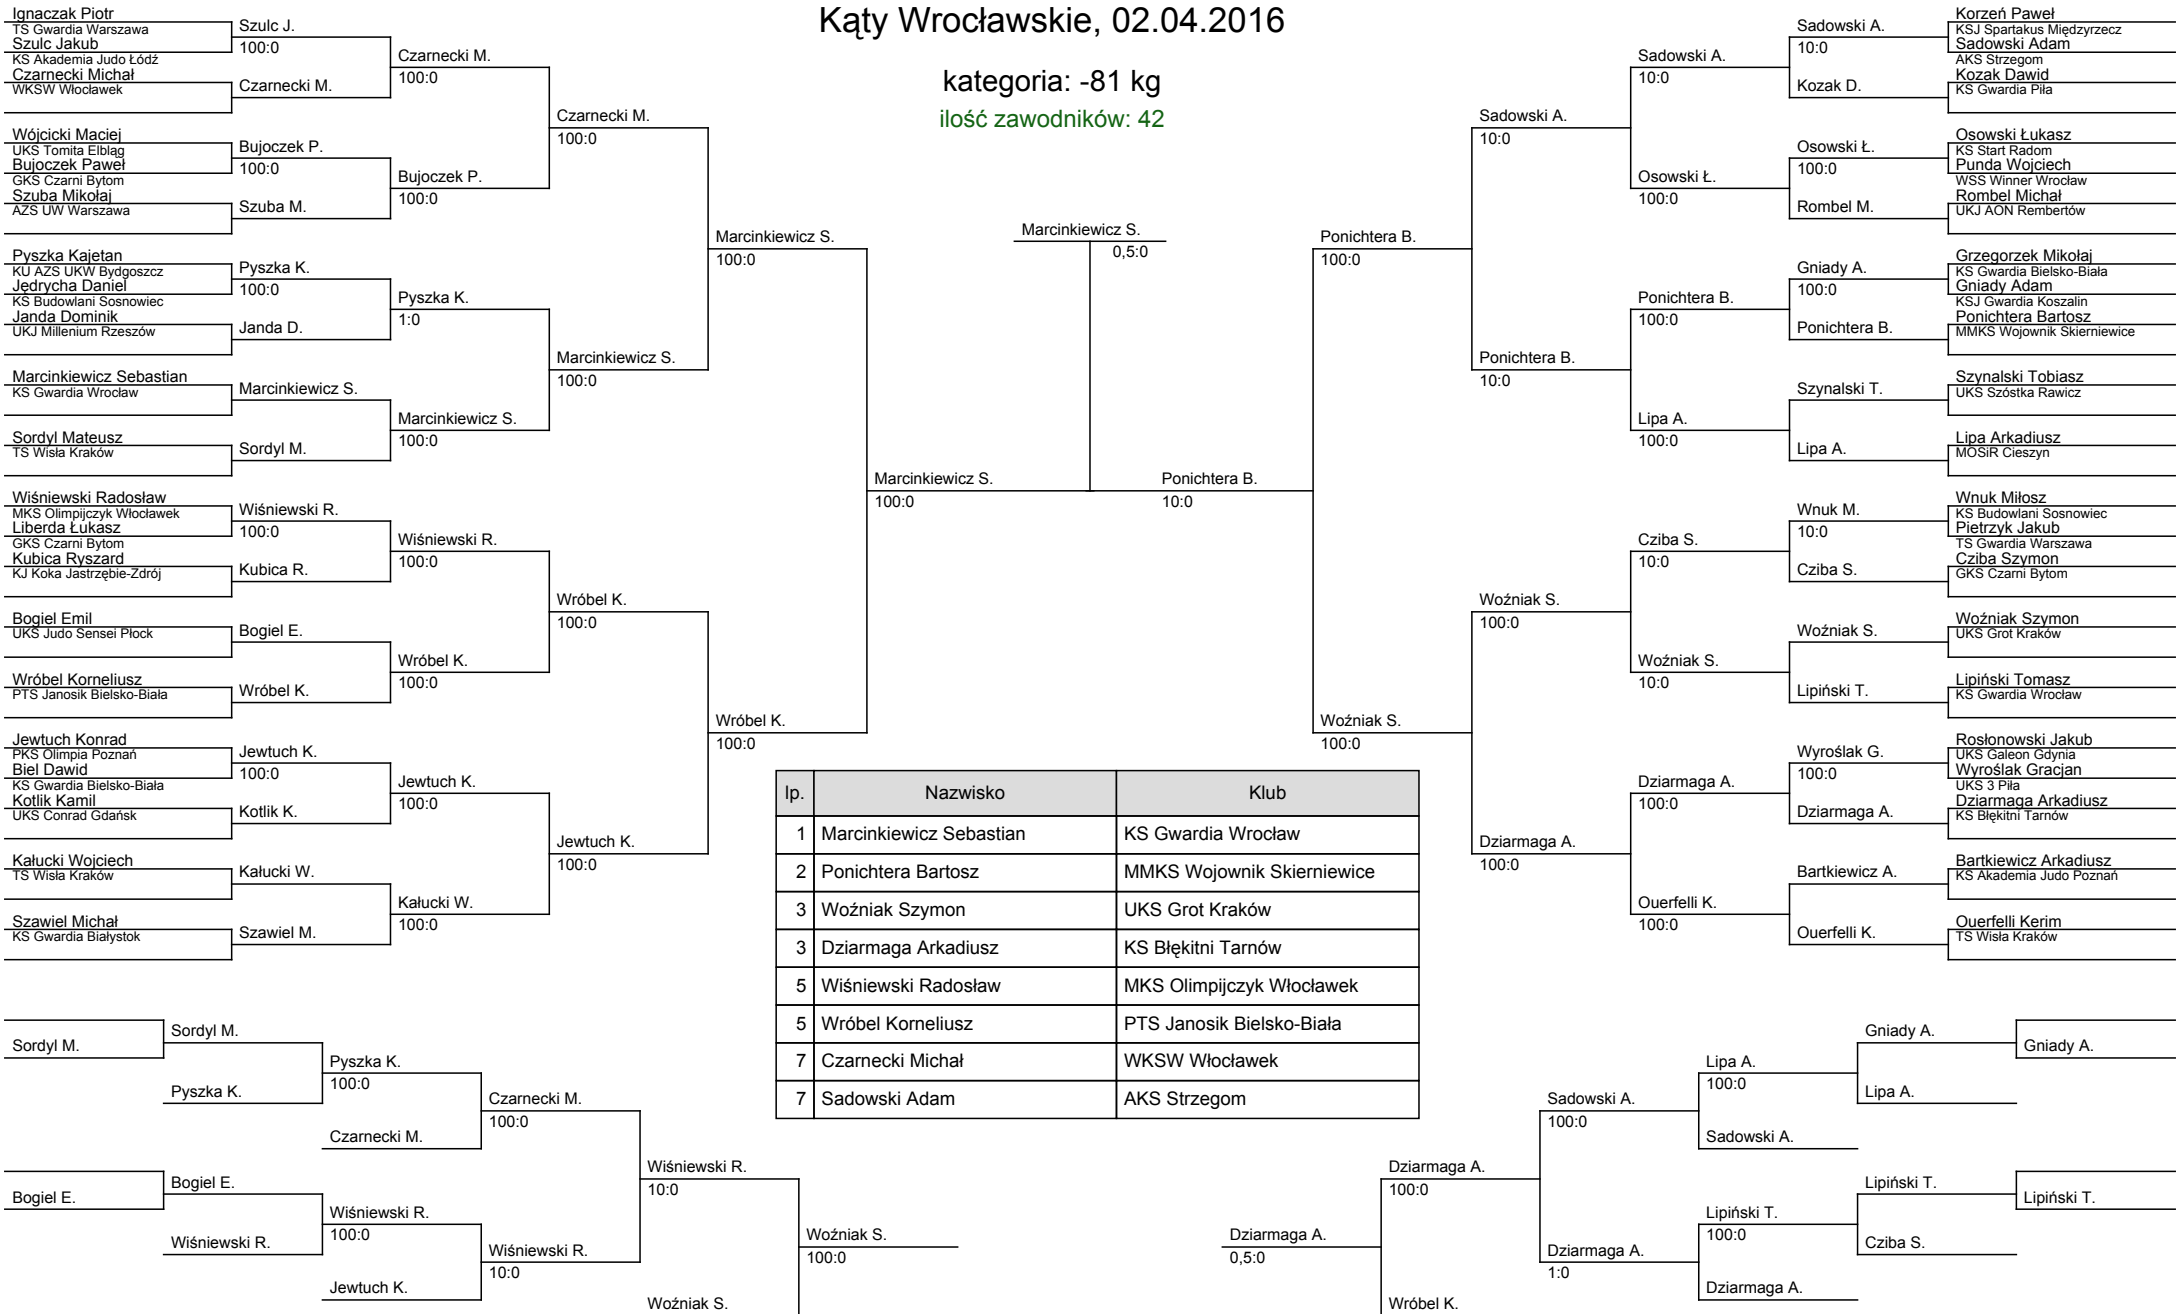 Kąty Wrocławskie, 02.04.2016
kategoria: -81 kg
ilość zawodników: 42
Ignaczak Piotr
TS Gwardia Warszawa
Szulc Jakub
KS Akademia Judo Łódź
Czarnecki Michał
WKSW Włocławek
Wójcicki Maciej
UKS Tomita Elbląg
Bujoczek Paweł
GKS Czarni Bytom
Szuba Mikołaj
AZS UW Warszawa
Pyszka Kajetan
KU AZS UKW Bydgoszcz
Jędrycha Daniel
KS Budowlani Sosnowiec
Janda Dominik
UKJ Millenium Rzeszów
Marcinkiewicz Sebastian
KS Gwardia Wrocław
Sordyl Mateusz
TS Wisła Kraków
Wiśniewski Radosław
MKS Olimpijczyk Włocławek
Liberda Łukasz
GKS Czarni Bytom
Kubica Ryszard
KJ Koka Jastrzębie-Zdrój
Bogiel Emil
UKS Judo Sensei Płock
Wróbel Korneliusz
PTS Janosik Bielsko-Biała
Jewtuch Konrad
PKS Olimpia Poznań
Biel Dawid
KS Gwardia Bielsko-Biała
Kotlik Kamil
UKS Conrad Gdańsk
Kałucki Wojciech
TS Wisła Kraków
Szawiel Michał
KS Gwardia Białystok
Szulc J.
100:0
Czarnecki M.
Bujoczek P.
100:0
Szuba M.
Pyszka K.
100:0
Janda D.
Marcinkiewicz S.
Sordyl M.
Wiśniewski R.
100:0
Kubica R.
Bogiel E.
Wróbel K.
Jewtuch K.
100:0
Kotlik K.
Kałucki W.
Szawiel M.
Czarnecki M.
100:0
Bujoczek P.
100:0
Pyszka K.
1:0
Marcinkiewicz S.
100:0
Wiśniewski R.
100:0
Wróbel K.
100:0
Jewtuch K.
100:0
Kałucki W.
100:0
Czarnecki M.
100:0
Marcinkiewicz S.
100:0
Wróbel K.
100:0
Jewtuch K.
100:0
Marcinkiewicz S.
100:0
Wróbel K.
100:0
Marcinkiewicz S.
100:0
Marcinkiewicz S.
0,5:0
Ponichtera B.
10:0
Ponichtera B.
100:0
Woźniak S.
100:0
Sadowski A.
10:0
Ponichtera B.
10:0
Woźniak S.
100:0
Dziarmaga A.
100:0
Sadowski A.
10:0
Osowski Ł.
100:0
Ponichtera B.
100:0
Lipa A.
100:0
Cziba S.
10:0
Woźniak S.
10:0
Dziarmaga A.
100:0
Ouerfelli K.
100:0
Sadowski A.
10:0
Kozak D.
Osowski Ł.
100:0
Rombel M.
Gniady A.
100:0
Ponichtera B.
Szynalski T.
Lipa A.
Wnuk M.
10:0
Cziba S.
Woźniak S.
Lipiński T.
Wyroślak G.
100:0
Dziarmaga A.
Bartkiewicz A.
Ouerfelli K.
Korzeń Paweł
KSJ Spartakus Międzyrzecz
Sadowski Adam
AKS Strzegom
Kozak Dawid
KS Gwardia Piła
Osowski Łukasz
KS Start Radom
Punda Wojciech
WSS Winner Wrocław
Rombel Michał
UKJ AON Rembertów
Grzegorzek Mikołaj
KS Gwardia Bielsko-Biała
Gniady Adam
KSJ Gwardia Koszalin
Ponichtera Bartosz
MMKS Wojownik Skierniewice
Szynalski Tobiasz
UKS Szóstka Rawicz
Lipa Arkadiusz
MOSiR Cieszyn
Wnuk Miłosz
KS Budowlani Sosnowiec
Pietrzyk Jakub
TS Gwardia Warszawa
Cziba Szymon
GKS Czarni Bytom
Woźniak Szymon
UKS Grot Kraków
Lipiński Tomasz
KS Gwardia Wrocław
Rosłonowski Jakub
UKS Galeon Gdynia
Wyroślak Gracjan
UKS 3 Piła
Dziarmaga Arkadiusz
KS Błękitni Tarnów
Bartkiewicz Arkadiusz
KS Akademia Judo Poznań
Ouerfelli Kerim
TS Wisła Kraków
lp. Nazwisko Klub
1 Marcinkiewicz Sebastian KS Gwardia Wrocław
2 Ponichtera Bartosz MMKS Wojownik Skierniewice
3 Woźniak Szymon UKS Grot Kraków
3 Dziarmaga Arkadiusz KS Błękitni Tarnów
5 Wiśniewski Radosław MKS Olimpijczyk Włocławek
5 Wróbel Korneliusz PTS Janosik Bielsko-Biała
7 Czarnecki Michał WKSW Włocławek
7 Sadowski Adam AKS Strzegom
Sordyl M.
Bogiel E.
Sordyl M.
Pyszka K.
Bogiel E.
Wiśniewski R.
Pyszka K.
100:0
Czarnecki M.
Wiśniewski R.
100:0
Jewtuch K.
Czarnecki M.
100:0
Wiśniewski R.
10:0
Wiśniewski R.
10:0
Woźniak S.
Woźniak S.
100:0
Dziarmaga A.
0,5:0
Dziarmaga A.
100:0
Wróbel K.
Sadowski A.
100:0
Dziarmaga A.
1:0
Lipa A.
100:0
Sadowski A.
Lipiński T.
100:0
Dziarmaga A.
Gniady A.
Lipa A.
Lipiński T.
Cziba S.
Gniady A.
Lipiński T.